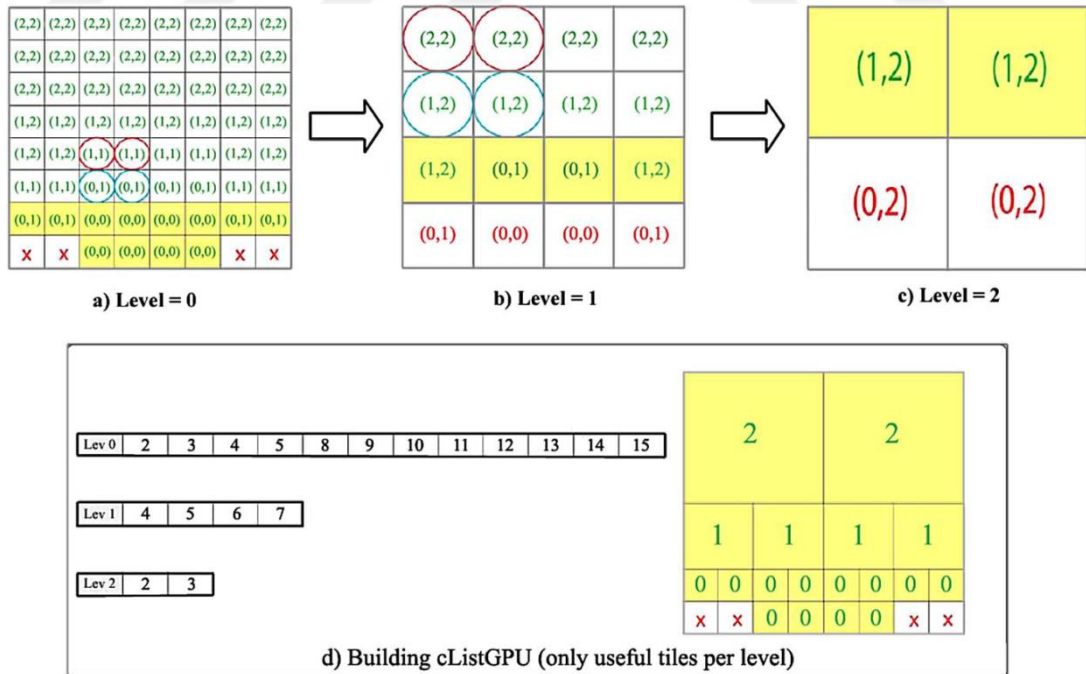 (2,2) (2,2) (2,2) (2,2) (2,2) (2,2) (2,2) (2,2)
(2,2) (2,2) (2,2) (2,2) (2,2) (2,2) (2,2) (2,2)
(2,2) (2,2) (2,2) (2,2) (2,2) (2,2) (2,2) (2,2)
(1,2) (1,2) (1,2) (1,2) (1,2) (1,2) (1,2) (1,2)
(1,2) (1,2) (1,1) (1,1) (1,1) (1,1) (1,2) (1,2)
(1,1) (1,1) (0,1) (0,1) (0,1) (0,1) (1,1) (1,1)
(0,1) (0,1) (0,0) (0,0) (0,0) (0,0) (0,1) (0,1)
x x (0,0) (0,0) (0,0) (0,0) x x
a) Level = 0
(2,2) (2,2) (2,2) (2,2)
(1,2) (1,2) (1,2) (1,2)
(1,2) (0,1) (0,1) (1,2)
(0,1) (0,0) (0,0) (0,1)
b) Level = 1
(1,2) (1,2)
(0,2) (0,2)
c) Level = 2
Lev 0 2 3 4 5 8 9 10 11 12 13 14 15
Lev 1 4 5 6 7
Lev 2 2 3
2 2
1 1 1 1
0 0 0 0 0 0 0 0
x x 0 0 0 0 x x
d) Building cListGPU (only useful tiles per level)